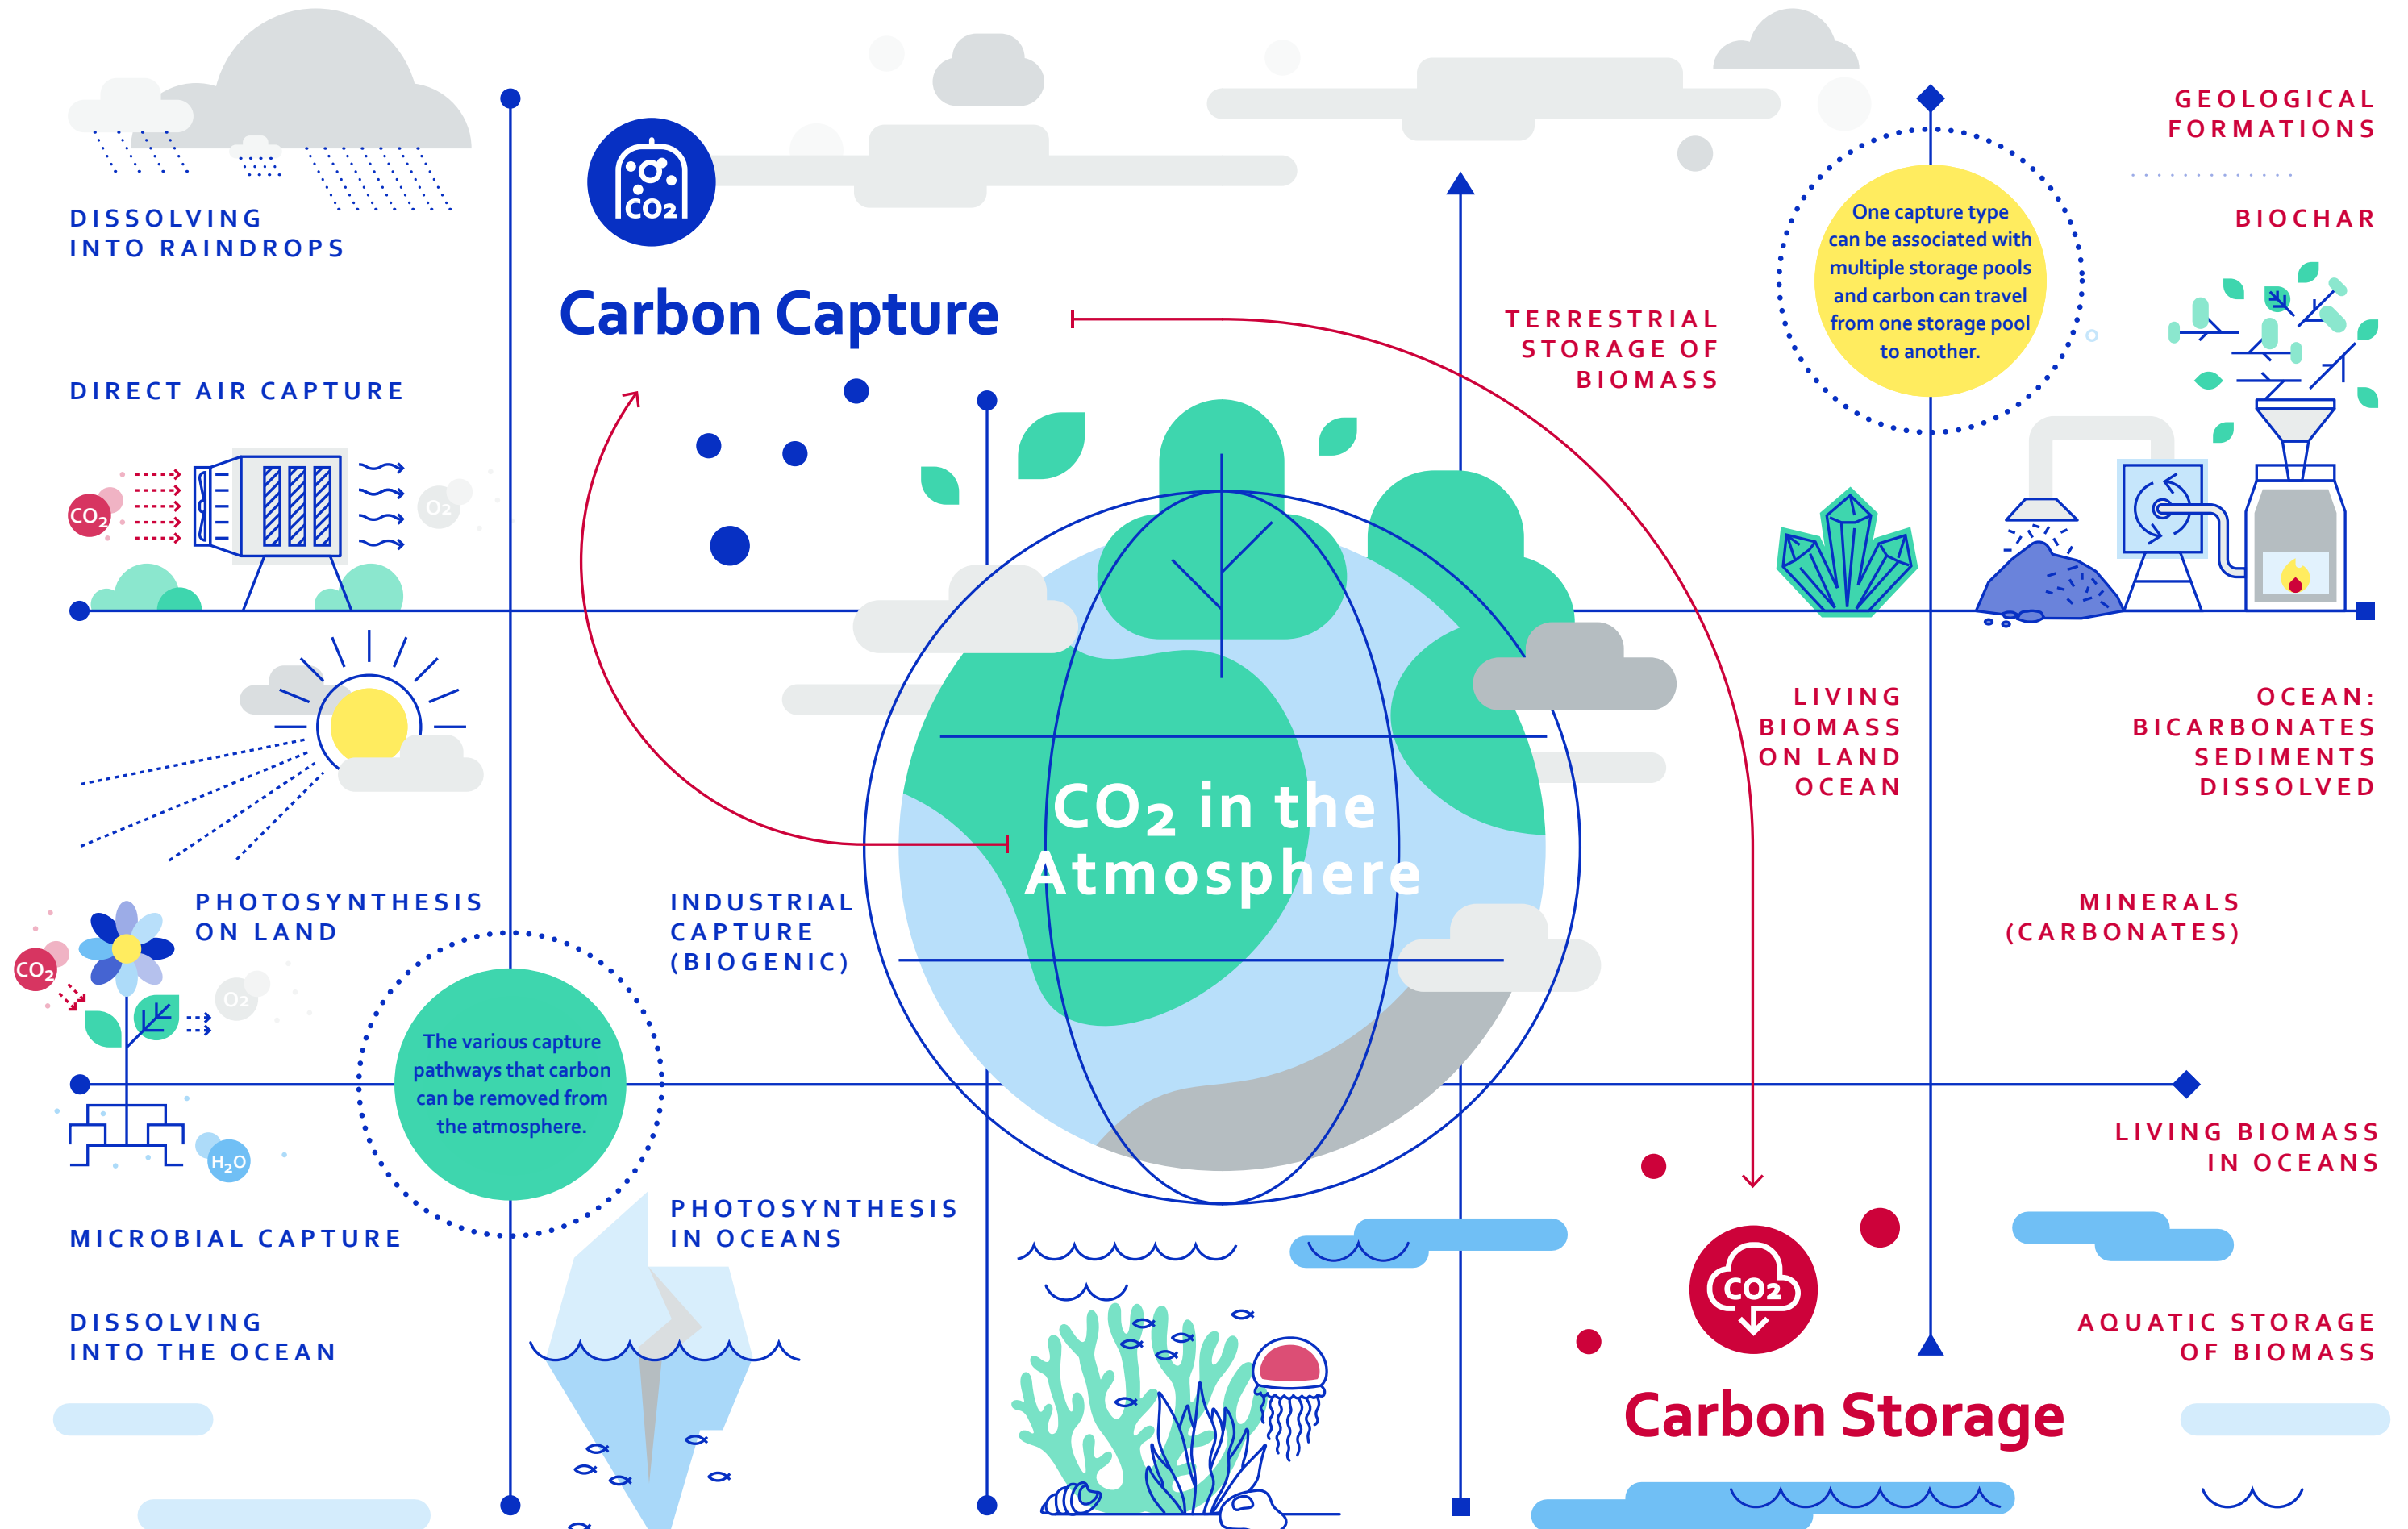 DISSOLVING
INTO RAINDROPS
DIRECT AIR CAPTURE
CO2
O2
CO2
Carbon Capture
GEOLOGICAL
FORMATIONS
BIOCHAR
One capture type
can be associated with
multiple storage pools
and carbon can travel
from one storage pool
to another.
TERRESTRIAL
STORAGE OF
BIOMASS
LIVING
BIOMASS
ON LAND
OCEAN
OCEAN:
BICARBONATES
SEDIMENTS
DISSOLVED
CO2 in the
Atmosphere
PHOTOSYNTHESIS
ON LAND
CO2
O2
H2O
INDUSTRIAL
CAPTURE
(BIOGENIC)
MINERALS
(CARBONATES)
The various capture
pathways that carbon
can be removed from
the atmosphere.
LIVING BIOMASS
IN OCEANS
MICROBIAL CAPTURE
PHOTOSYNTHESIS
IN OCEANS
DISSOLVING
INTO THE OCEAN
CO2
Carbon Storage
AQUATIC STORAGE
OF BIOMASS